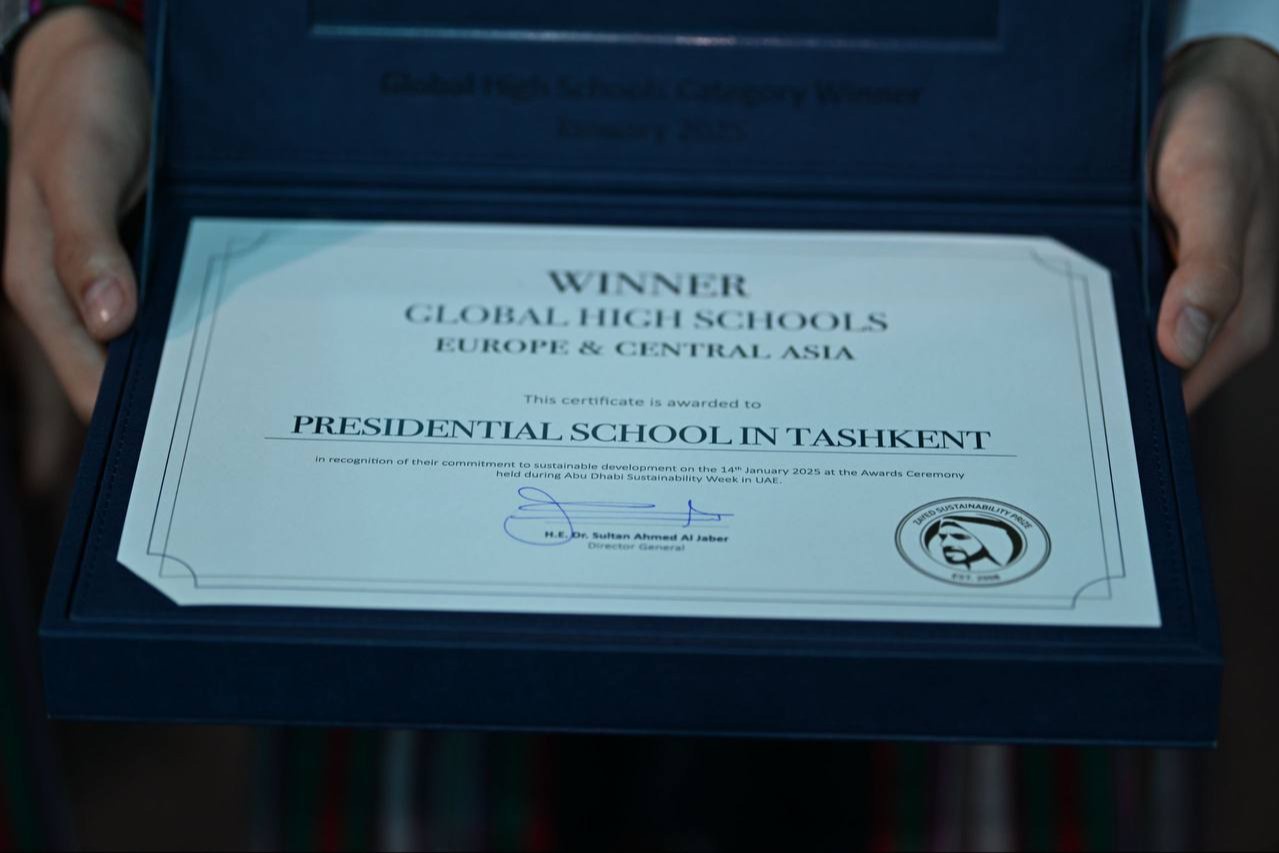 Global High Schools Category Winner
January 2025
WINNER
GLOBAL HIGH SCHOOLS
EUROPE & CENTRAL ASIA
This certificate is awarded to
PRESIDENTIAL SCHOOL IN TASHKENT
in recognition of their commitment to sustainable development on the 14th January 2025 at the Awards Ceremony
held during Abu Dhabi Sustainability Week in UAE.
H.E. Dr. Sultan Ahmed Al Jaber
Director General
ZAYED SUSTAINABILITY PRIZE
EST. 2008